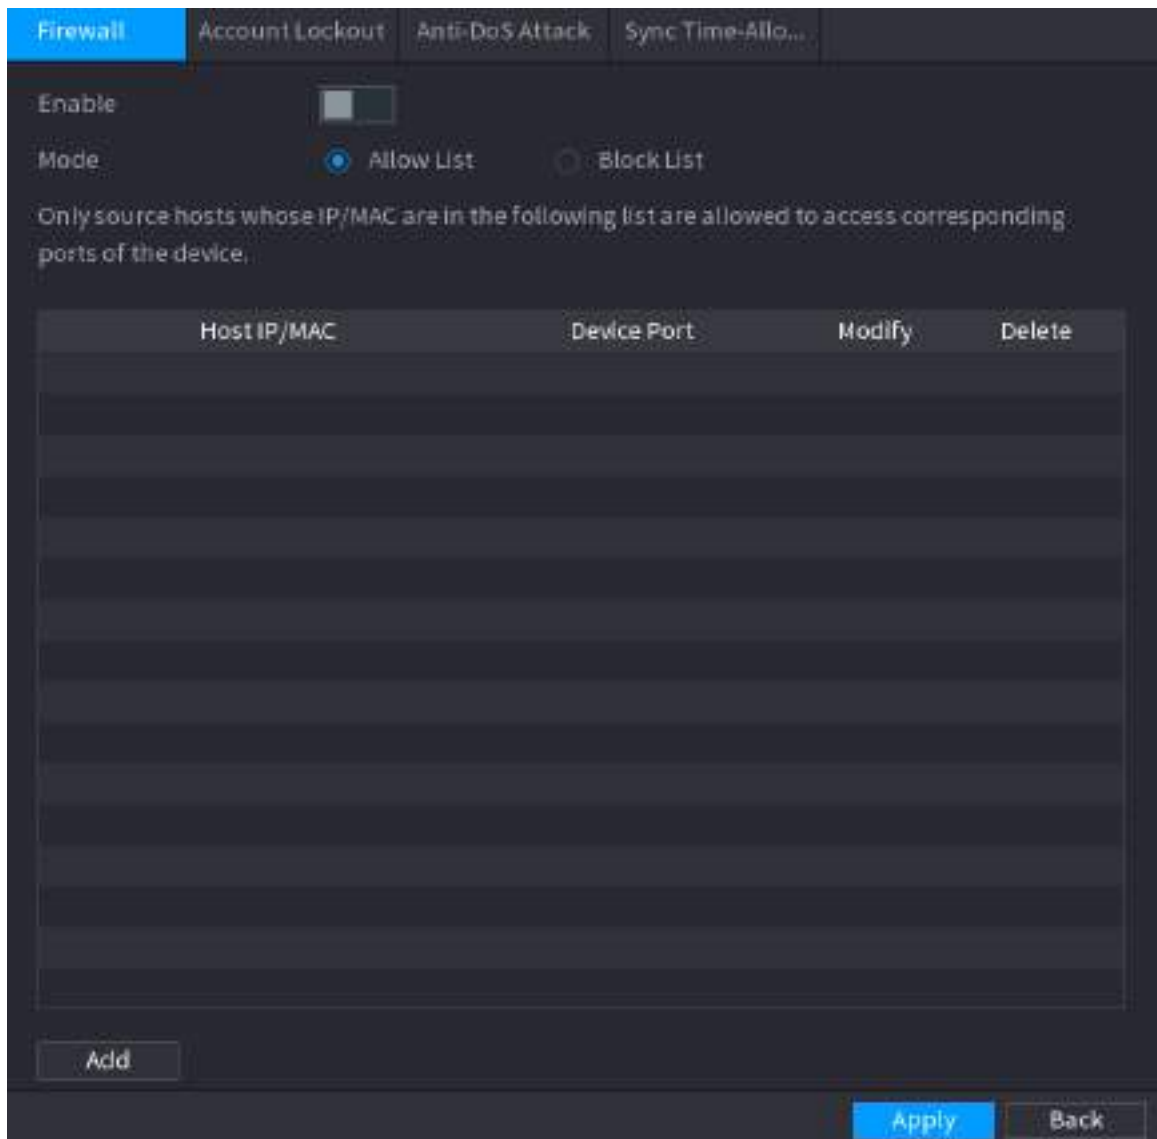 Firewall Account Lockout Anti-DoS Attack Sync Time-Allo...
Enable
Mode Allow List Block List
Only source hosts whose IP/MAC are in the following list are allowed to access corresponding
ports of the device.
Host IP/MAC Device Port Modify Delete
Add
Apply Back